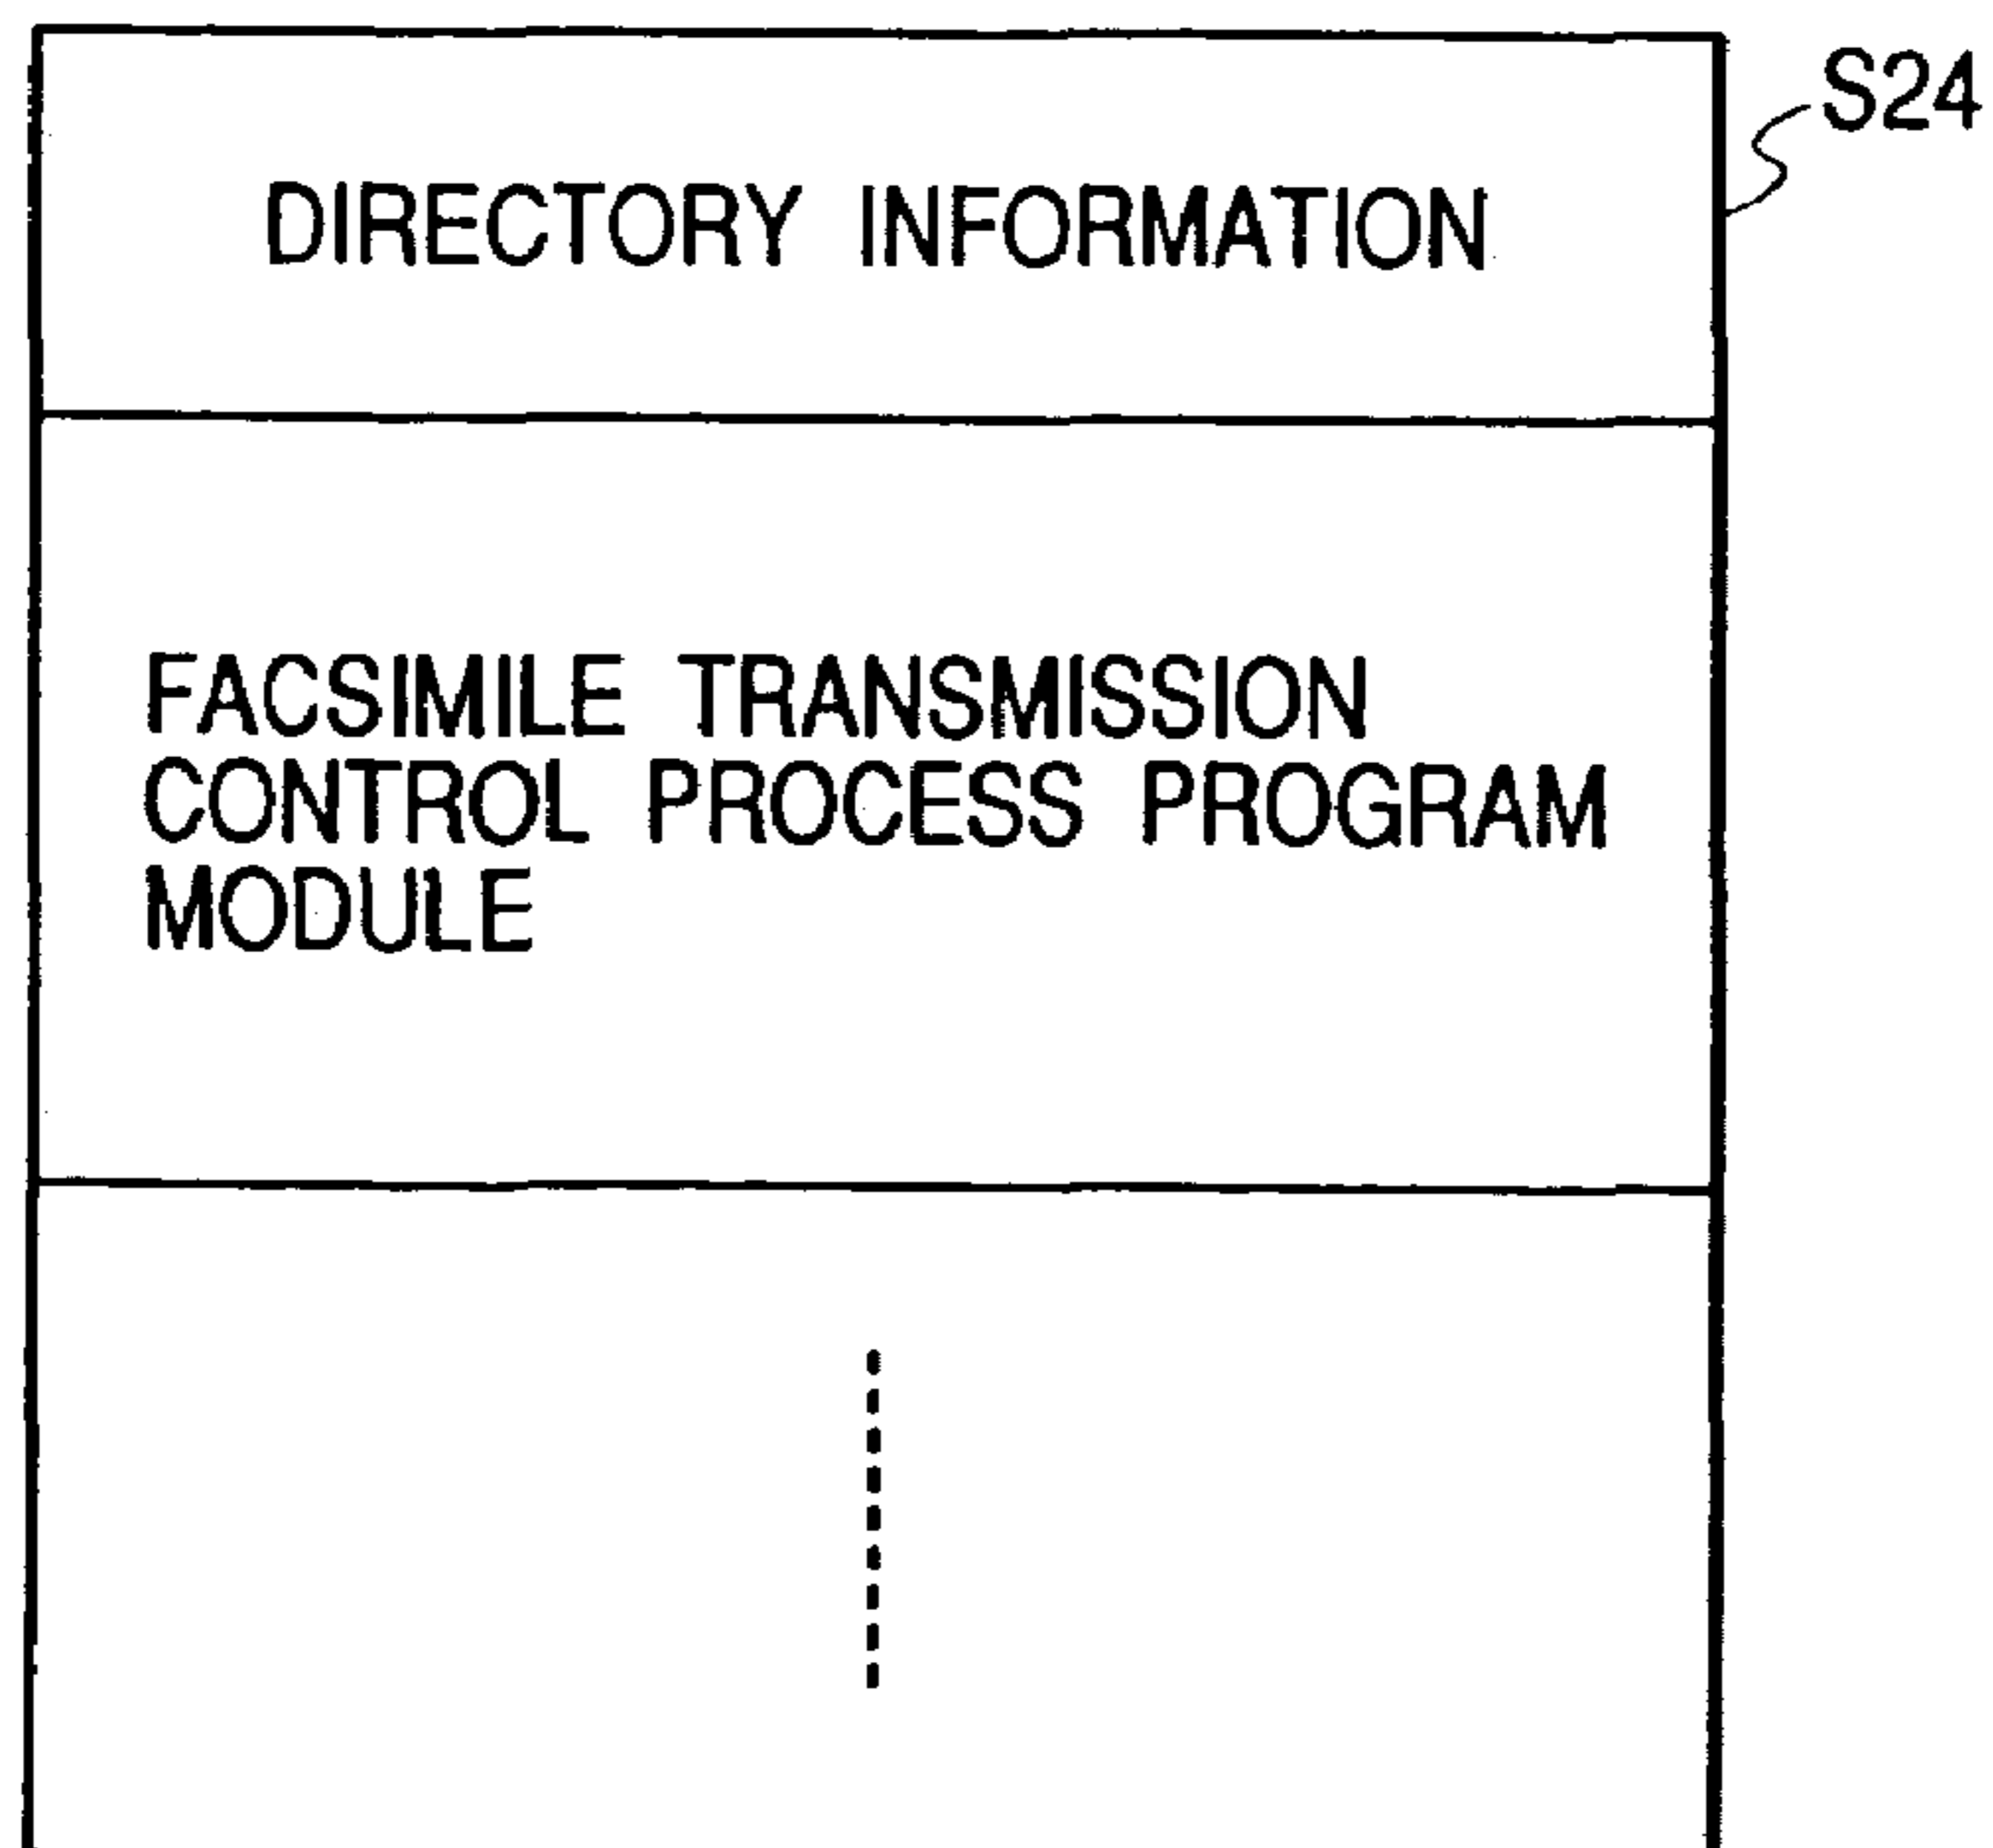 S24
DIRECTORY INFORMATION
FACSIMILE TRANSMISSION
CONTROL PROCESS PROGRAM
MODULE